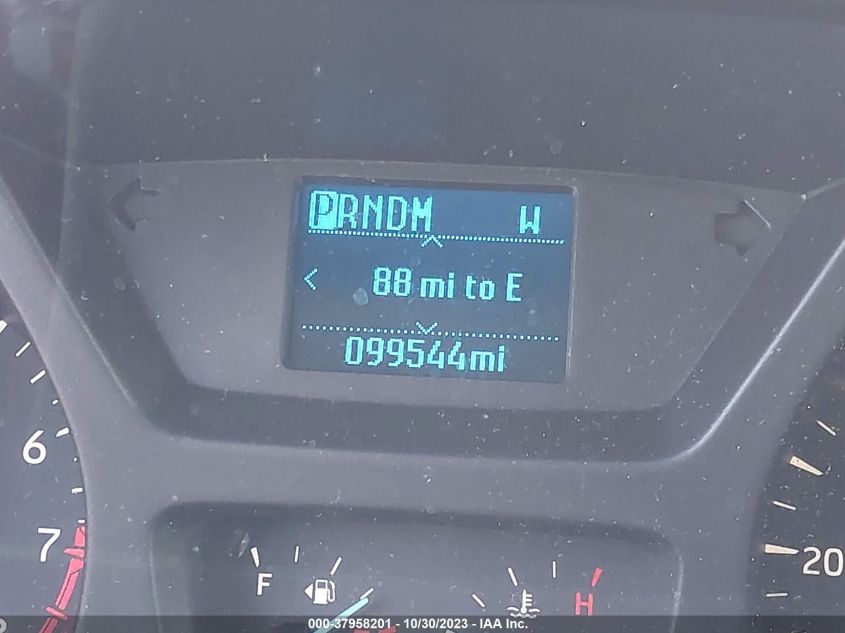 PRNDM W
88 mi to E
099544mi
6
7
F
H
20
000-37958201 - 10/30/2023 - IAA Inc.